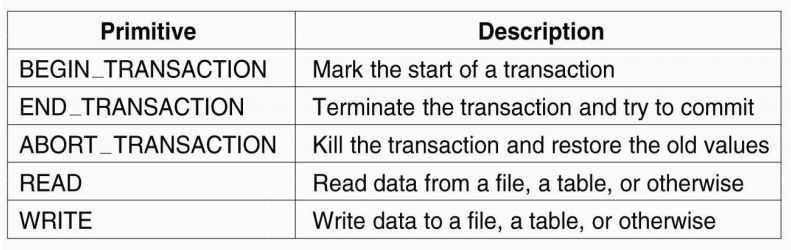 Primitive Description
BEGIN_TRANSACTION Mark the start of a transaction
END_TRANSACTION Terminate the transaction and try to commit
ABORT_TRANSACTION Kill the transaction and restore the old values
READ Read data from a file, a table, or otherwise
WRITE Write data to a file, a table, or otherwise